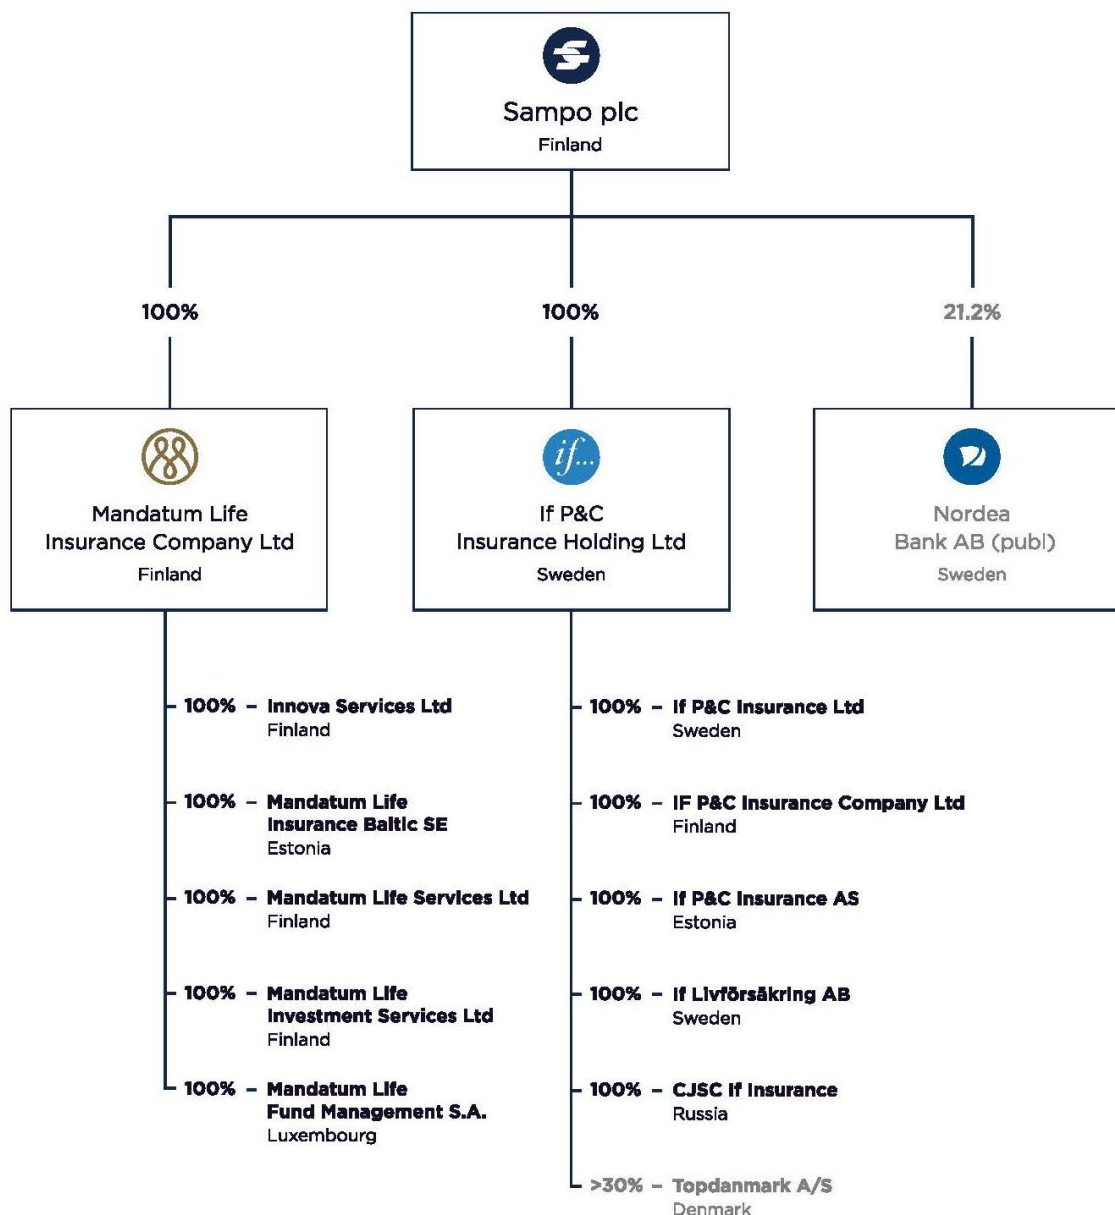 Sampo plc
Finland
100%
100%
21.2%
Mandatum Life
Insurance Company Ltd
Finland
if...
If P&C
Insurance Holding Ltd
Sweden
Nordea
Bank AB (publ)
Sweden
100% – Innova Services Ltd
Finland
100% – Mandatum Life
Insurance Baltic SE
Estonia
100% – Mandatum Life Services Ltd
Finland
100% – Mandatum Life
Investment Services Ltd
Finland
100% – Mandatum Life
Fund Management S.A.
Luxembourg
100% – If P&C Insurance Ltd
Sweden
100% – IF P&C Insurance Company Ltd
Finland
100% – If P&C Insurance AS
Estonia
100% – If Livförsäkring AB
Sweden
100% – CJSC If Insurance
Russia
>30% – Topdanmark A/S
Denmark